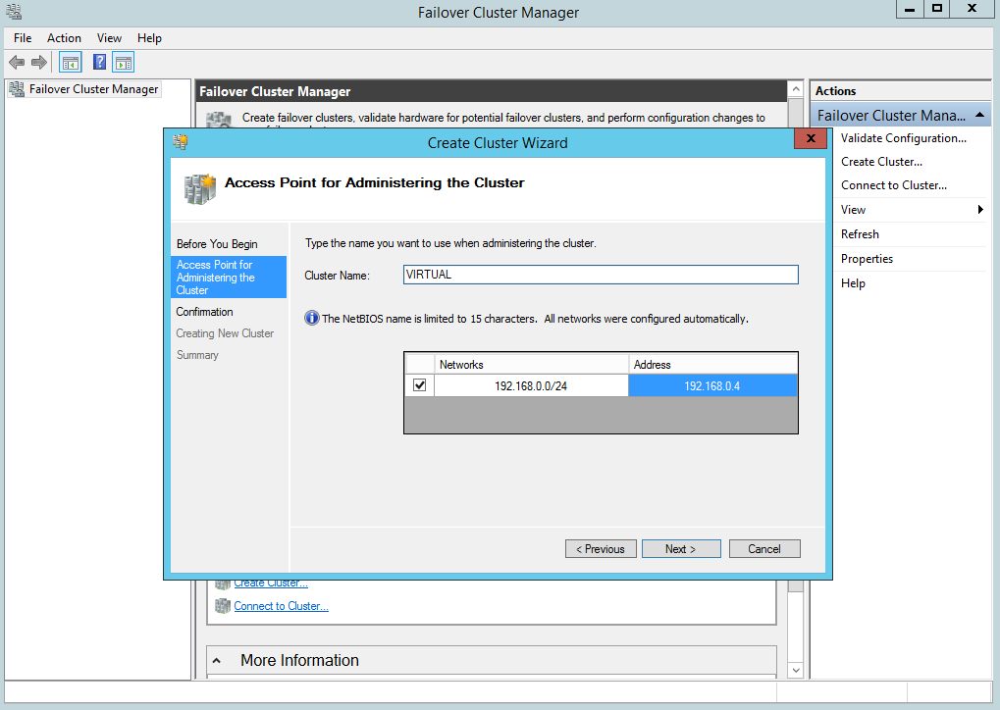 Failover Cluster Manager
File Action View Help
Failover Cluster Manager
Failover Cluster Manager
Create failover clusters, validate hardware for potential failover clusters, and perform configuration changes to
Actions
Failover Cluster Mana...
Validate Configuration...
Create Cluster...
Connect to Cluster...
View
Refresh
Properties
Help
Create Cluster Wizard
Access Point for Administering the Cluster
Before You Begin
Access Point for
Administering the
Cluster
Confirmation
Creating New Cluster
Summary
Type the name you want to use when administering the cluster.
Cluster Name: VIRTUAL
The NetBIOS name is limited to 15 characters. All networks were configured automatically.
Networks Address
192.168.0.0/24 192.168.0.4
< Previous Next > Cancel
Create Cluster...
Connect to Cluster...
More Information